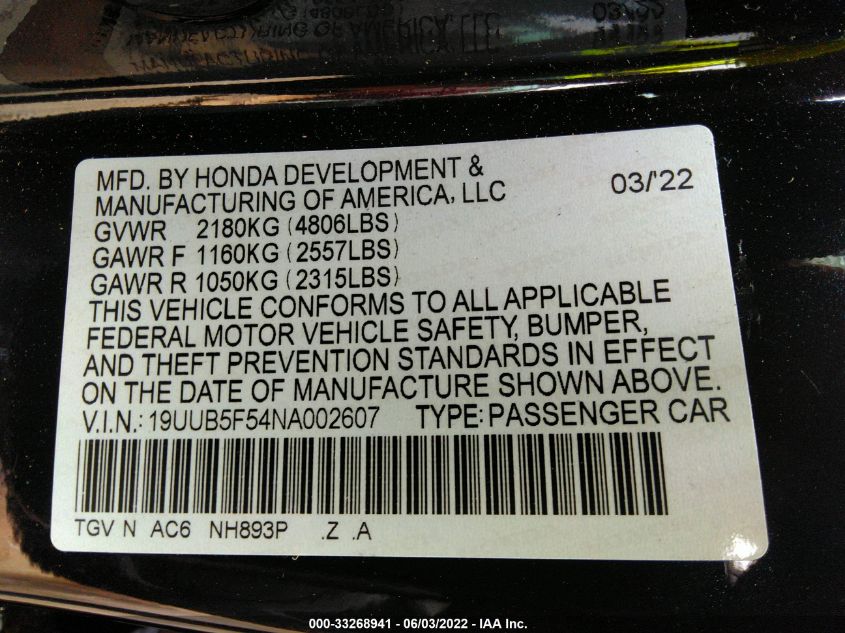 MFD. BY HONDA DEVELOPMENT &
MANUFACTURING OF AMERICA, LLC 03/'22
GVWR 2180KG (4806LBS)
GAWR F 1160KG (2557LBS)
GAWR R 1050KG (2315LBS)
THIS VEHICLE CONFORMS TO ALL APPLICABLE
FEDERAL MOTOR VEHICLE SAFETY, BUMPER,
AND THEFT PREVENTION STANDARDS IN EFFECT
ON THE DATE OF MANUFACTURE SHOWN ABOVE.
V.I.N.: 19UUB5F54NA002607 TYPE: PASSENGER CAR
TGV N AC6 NH893P .Z .A
000-33268941 - 06/03/2022 - IAA Inc.